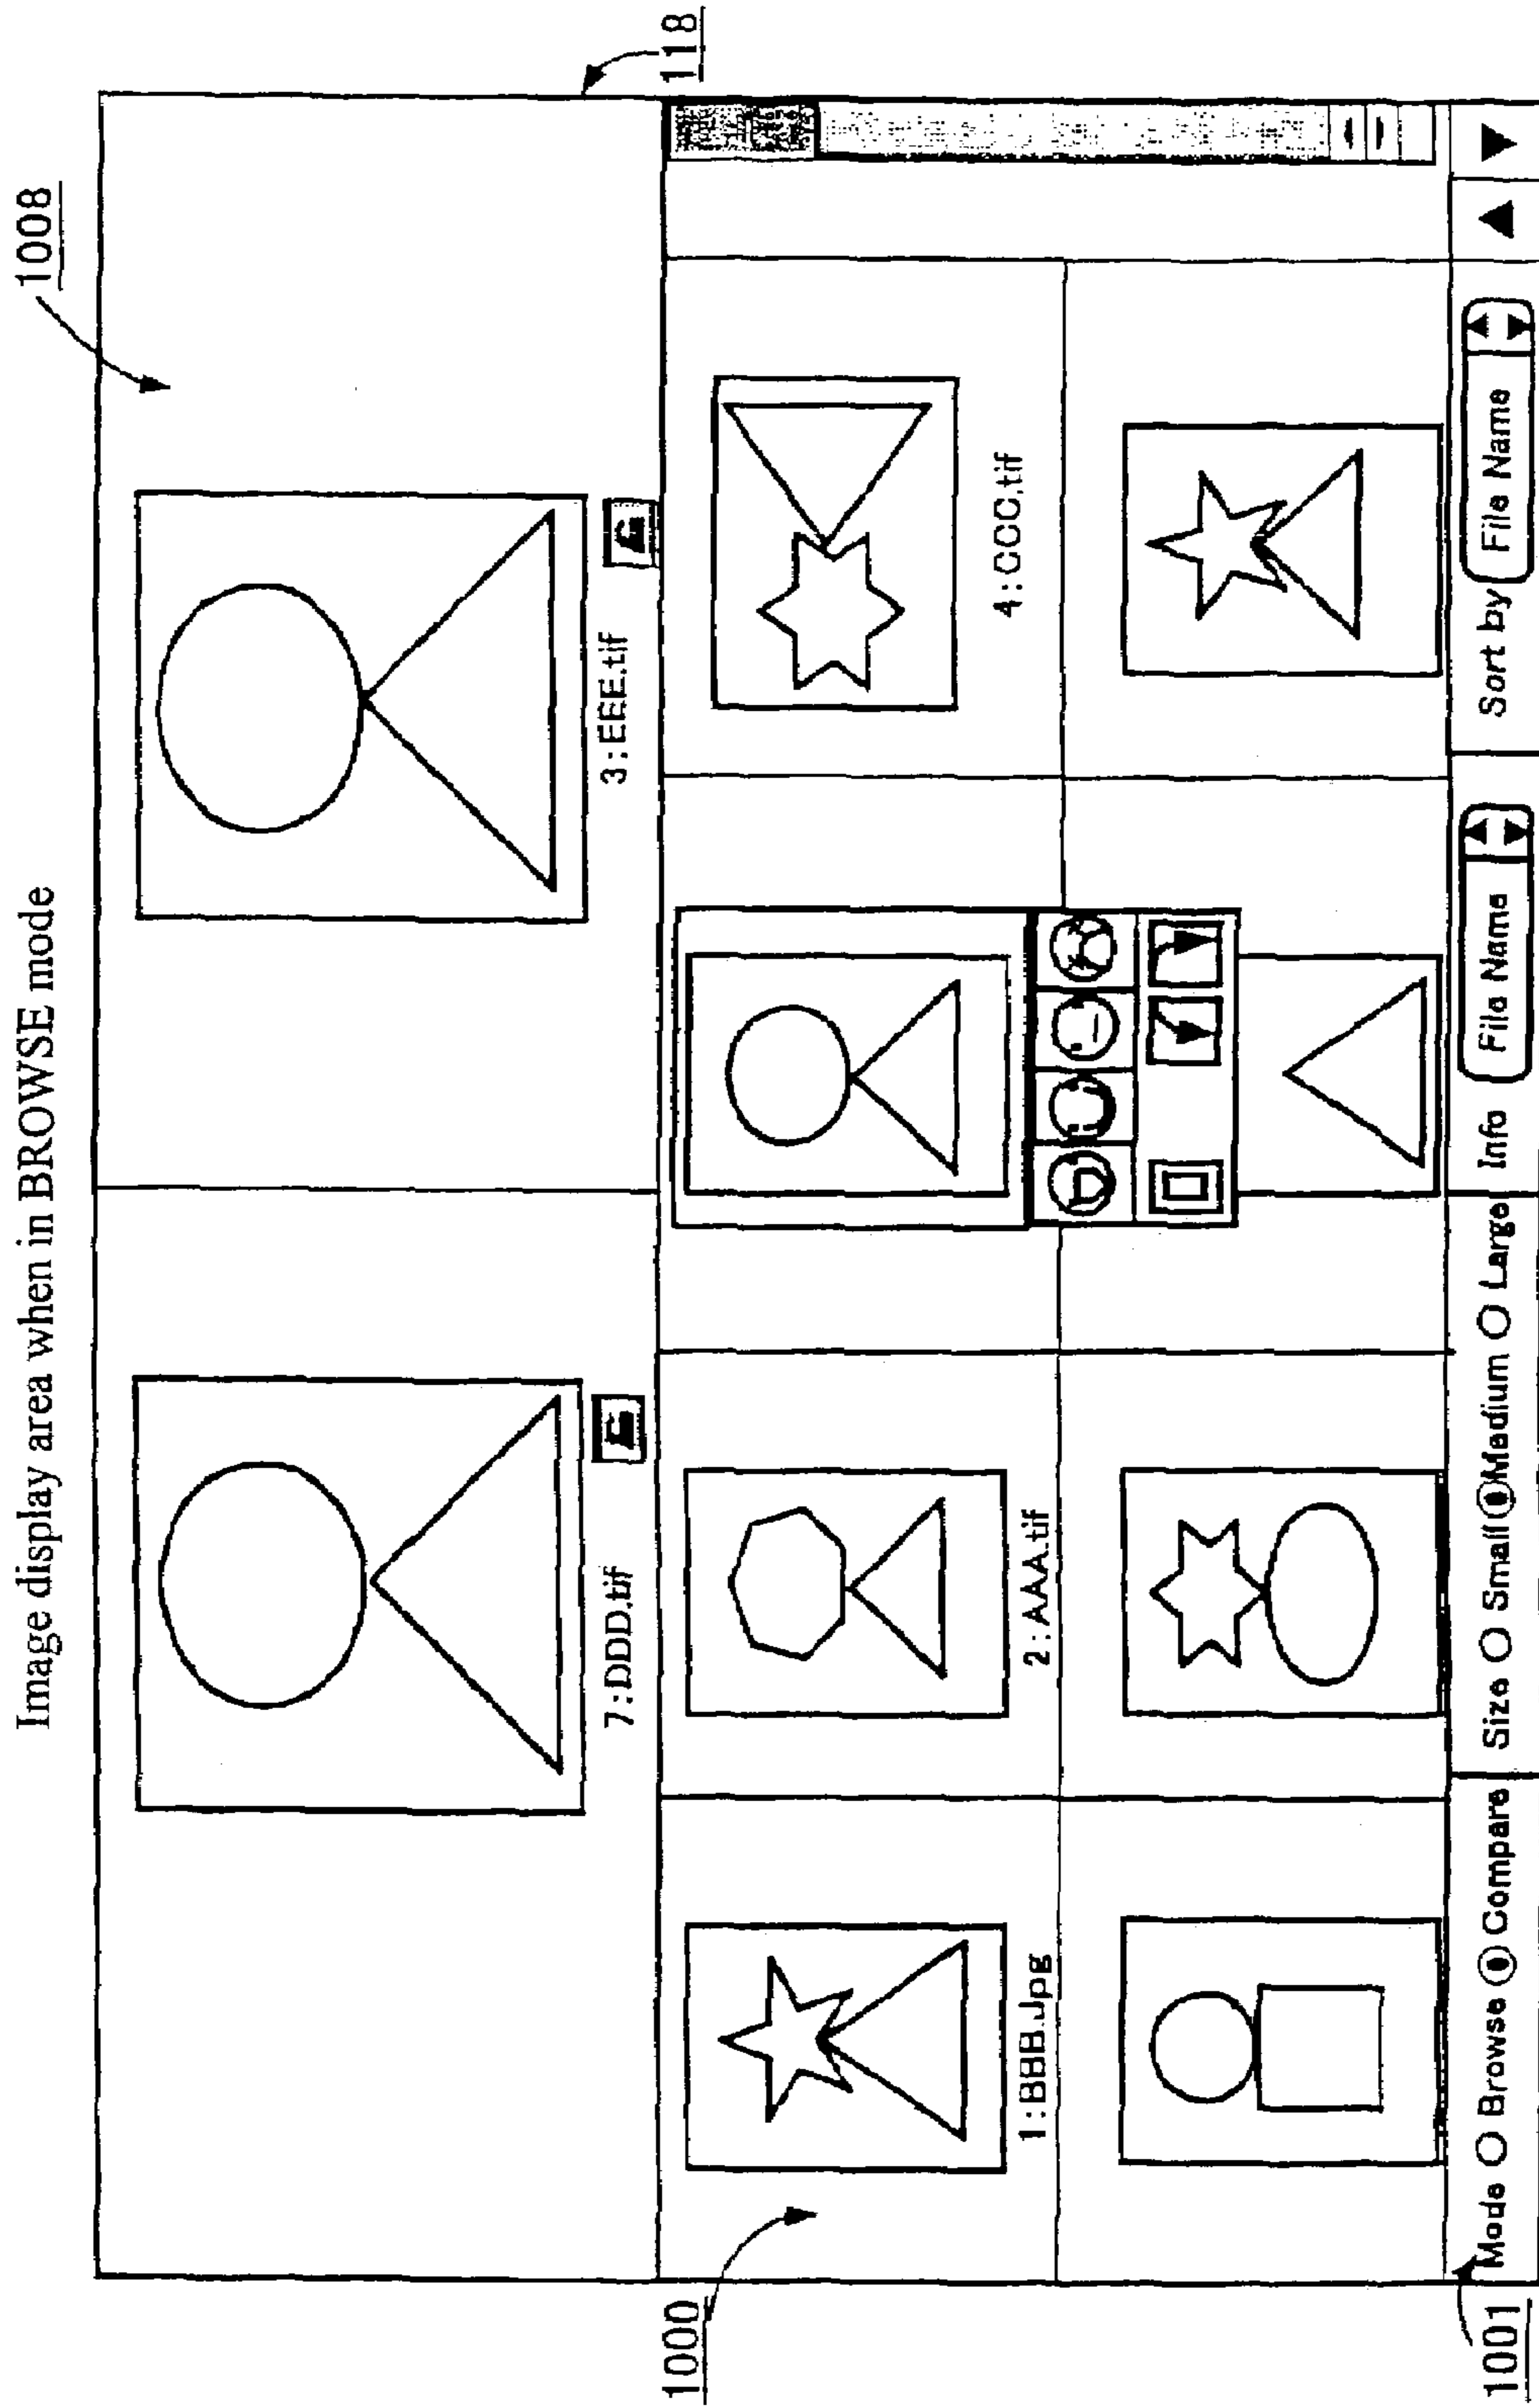 Image display area when in BROWSE mode
1008
118
7:DDD.tif
3:EEE.tif
1000
1:BBB.Jpg
2:AAA.tif
4:CCC.tif
1001
Mode Browse Compare Size Small Medium Large Info File Name Sort by File Name